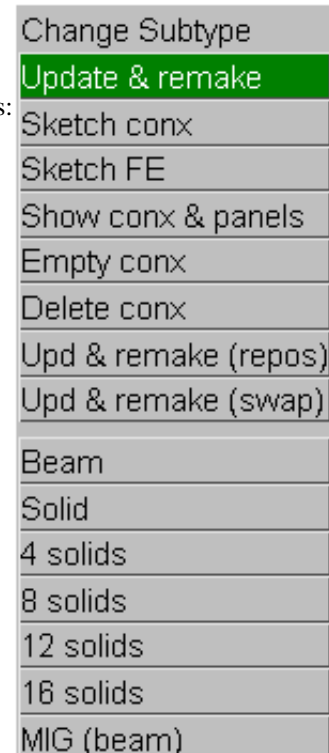 Change Subtype
Update & remake
s:
Sketch conx
Sketch FE
Show conx & panels
Empty conx
Delete conx
Upd & remake (repos)
Upd & remake (swap)
Beam
Solid
4 solids
8 solids
12 solids
16 solids
MIG (beam)